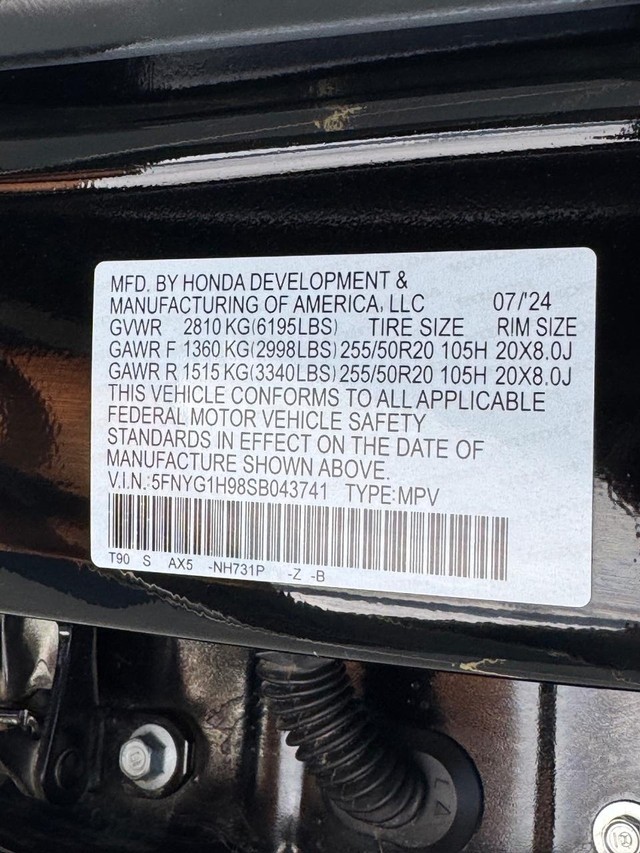 MFD. BY HONDA DEVELOPMENT &
MANUFACTURING OF AMERICA, LLC 07/'24
GVWR 2810 KG(6195LBS) TIRE SIZE RIM SIZE
GAWR F 1360 KG(2998LBS) 255/50R20 105H 20X8.0J
GAWR R 1515 KG(3340LBS) 255/50R20 105H 20X8.0J
THIS VEHICLE CONFORMS TO ALL APPLICABLE
FEDERAL MOTOR VEHICLE SAFETY
STANDARDS IN EFFECT ON THE DATE OF
MANUFACTURE SHOWN ABOVE.
V.I.N.:5FNYG1H98SB043741 TYPE:MPV
T90 S AX5 -NH731P -Z -B